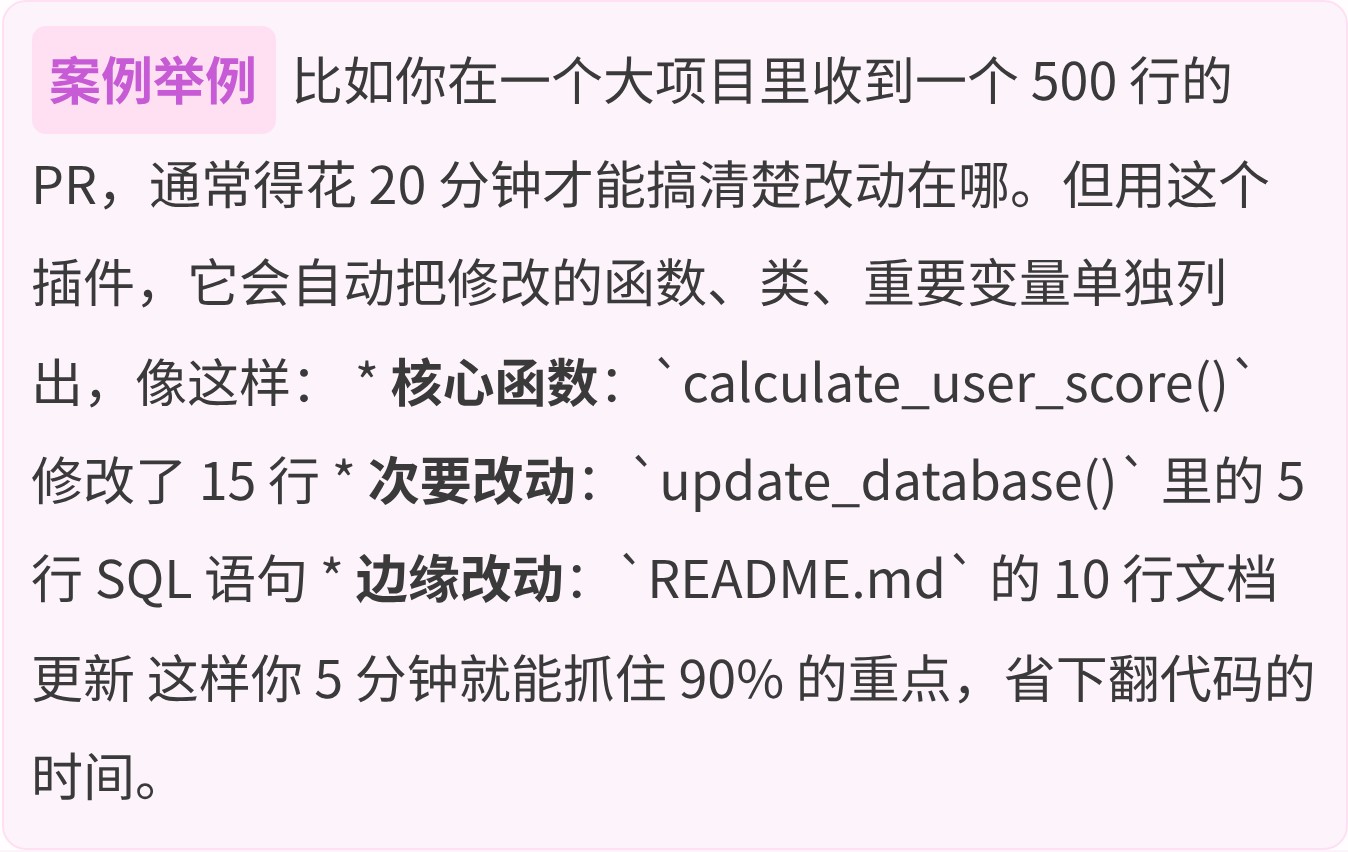 案例举例 比如你在一个大项目里收到一个 500 行的
PR，通常得花 20 分钟才能搞清楚改动在哪。但用这个
插件，它会自动把修改的函数、类、重要变量单独列
出，像这样： * 核心函数：`calculate_user_score()`
修改了 15 行 * 次要改动：`update_database()` 里的 5
行 SQL 语句 * 边缘改动：`README.md` 的 10 行文档
更新 这样你 5 分钟就能抓住 90% 的重点，省下翻代码的
时间。